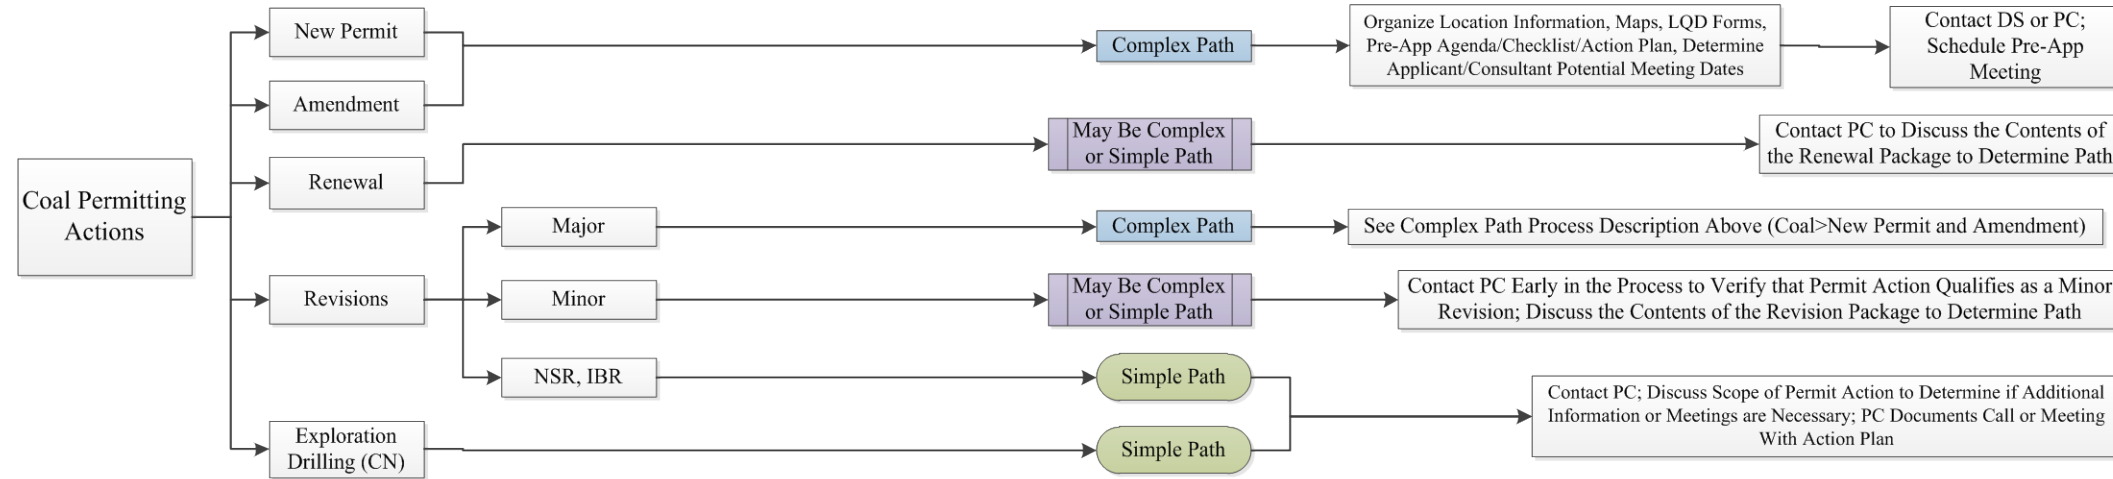 New Permit
Complex Path
Organize Location Information, Maps, LQD Forms,
Pre-App Agenda/Checklist/Action Plan, Determine
Applicant/Consultant Potential Meeting Dates
Contact DS or PC;
Schedule Pre-App
Meeting
Amendment
May Be Complex
or Simple Path
Contact PC to Discuss the Contents of
the Renewal Package to Determine Path
Renewal
Coal Permitting
Actions
Major
Complex Path
See Complex Path Process Description Above (Coal>New Permit and Amendment)
Revisions
Minor
May Be Complex
or Simple Path
Contact PC Early in the Process to Verify that Permit Action Qualifies as a Minor
Revision; Discuss the Contents of the Revision Package to Determine Path
NSR, IBR
Simple Path
Contact PC; Discuss Scope of Permit Action to Determine if Additional
Information or Meetings are Necessary; PC Documents Call or Meeting
With Action Plan
Exploration
Drilling (CN)
Simple Path